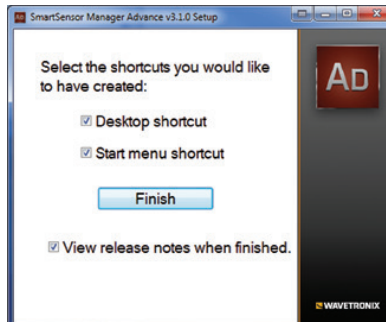 SmartSensor Manager Advance v3.1.0 Setup
Select the shortcuts you would like
to have created:
Desktop shortcut
Start menu shortcut
Finish
View release notes when finished.
AD
WAVETRONIX